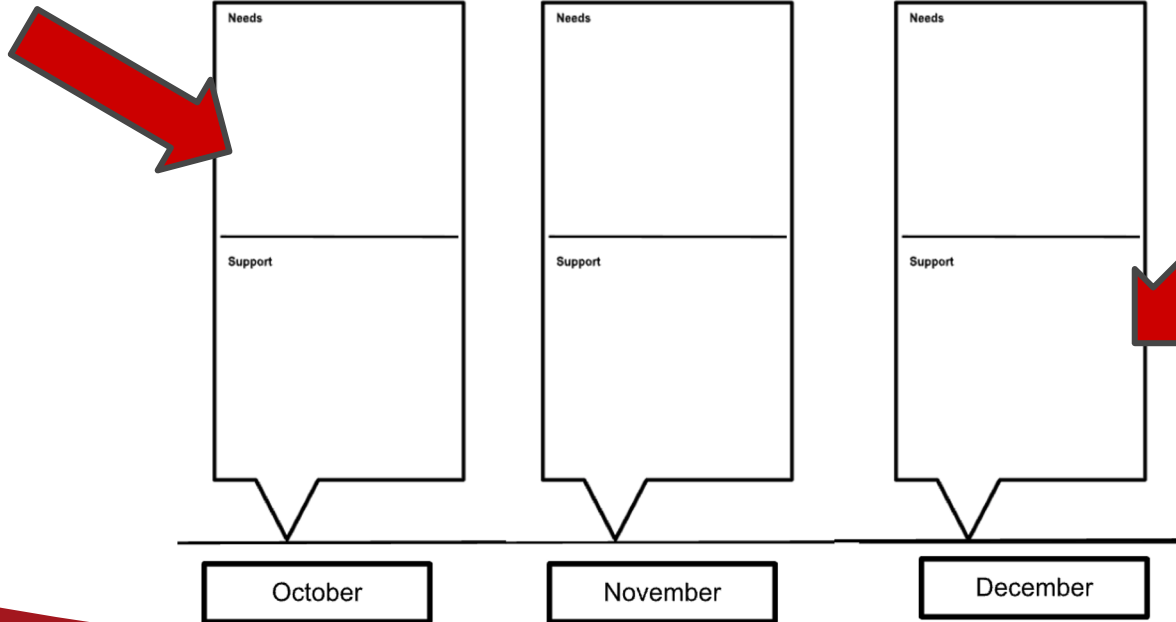 Needs
Needs
Needs
Support
Support
Support
October
November
December